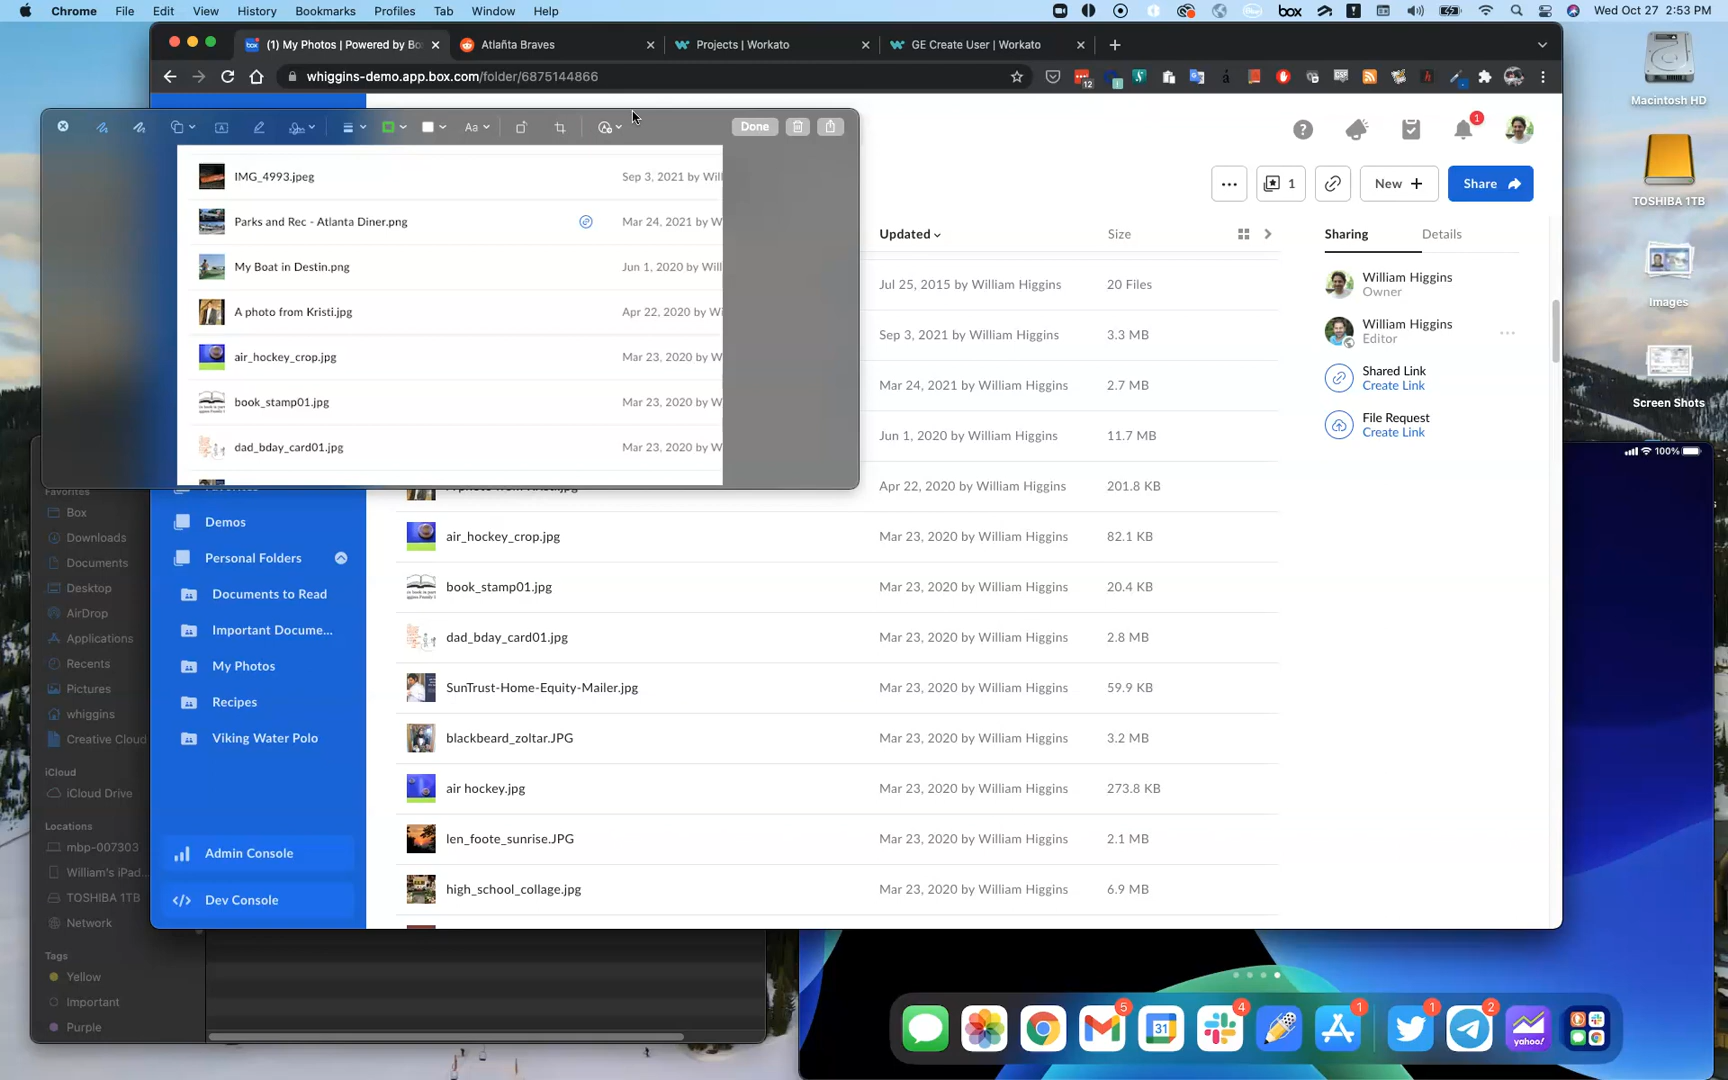 Chrome File Edit View History Bookmarks Profiles Tab Window Help
box
Wed Oct 27 2:53 PM
(1) My Photos | Powered by Bo
Atlañta Braves
Projects | Workato
GE Create User | Workato
whiggins-demo.app.box.com/folder/6875144866
12
1
Macintosh HD
TOSHIBA 1TB
Images
Screen Shots
Aa
Done
IMG_4993.jpeg Sep 3, 2021 by Will
Parks and Rec - Atlanta Diner.png Mar 24, 2021 by W
My Boat in Destin.png Jun 1, 2020 by Will
A photo from Kristi.jpg Apr 22, 2020 by Wi
air_hockey_crop.jpg Mar 23, 2020 by W
book_stamp01.jpg Mar 23, 2020 by W
dad_bday_card01.jpg Mar 23, 2020 by W
1
1
New +
Share
Updated Size
Jul 25, 2015 by William Higgins 20 Files
Sep 3, 2021 by William Higgins 3.3 MB
Mar 24, 2021 by William Higgins 2.7 MB
Jun 1, 2020 by William Higgins 11.7 MB
Apr 22, 2020 by William Higgins 201.8 KB
air_hockey_crop.jpg Mar 23, 2020 by William Higgins 82.1 KB
book_stamp01.jpg Mar 23, 2020 by William Higgins 20.4 KB
dad_bday_card01.jpg Mar 23, 2020 by William Higgins 2.8 MB
SunTrust-Home-Equity-Mailer.jpg Mar 23, 2020 by William Higgins 59.9 KB
blackbeard_zoltar.JPG Mar 23, 2020 by William Higgins 3.2 MB
air hockey.jpg Mar 23, 2020 by William Higgins 273.8 KB
len_foote_sunrise.JPG Mar 23, 2020 by William Higgins 2.1 MB
high_school_collage.jpg Mar 23, 2020 by William Higgins 6.9 MB
Sharing Details
William Higgins
Owner
William Higgins
Editor
Shared Link
Create Link
File Request
Create Link
Demos
Personal Folders
Documents to Read
Important Docume...
My Photos
Recipes
Viking Water Polo
Admin Console
Dev Console
Favorites
Box
Downloads
Documents
Desktop
AirDrop
Applications
Recents
Pictures
whiggins
Creative Cloud
iCloud
iCloud Drive
Locations
mbp-007303
William's iPad...
TOSHIBA 1TB
Network
Tags
Yellow
Important
Purple
100%
5
31
4
1
1
2
yahoo!